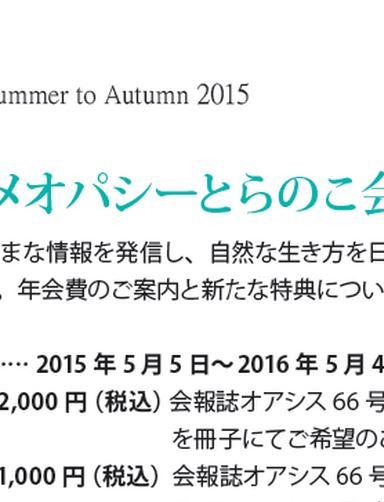 ummer to Autumn 2015
メオパシーとらのこ会
まな情報を発信し、自然な生き方を日
。年会費のご案内と新たな特典につい
…… 2015 年 5 月 5 日〜 2016 年 5 月 4
2,000 円（税込）会報誌オアシス 66 号
を冊子にてご希望の
1,000 円（税込）会報誌オアシス 66 号